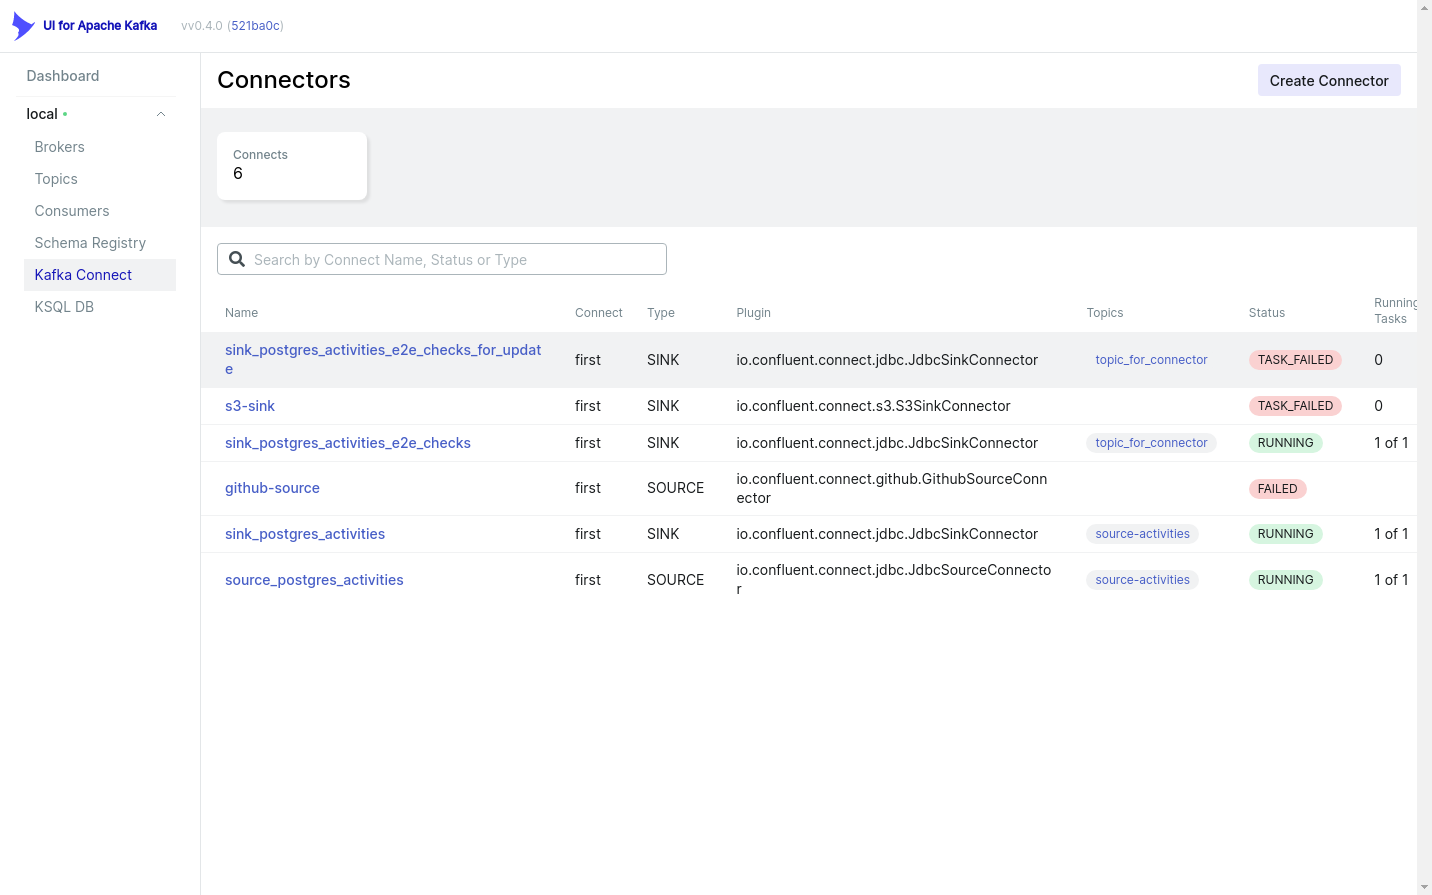 UI for Apache Kafka vv0.4.0 (521ba0c)
Dashboard
local
Brokers
Topics
Consumers
Schema Registry
Kafka Connect
KSQL DB
Connectors
Create Connector
Connects
6
Search by Connect Name, Status or Type
Name Connect Type Plugin Topics Status Running
Tasks
sink_postgres_activities_e2e_checks_for_updat
e first SINK io.confluent.connect.jdbc.JdbcSinkConnector topic_for_connector TASK_FAILED 0
s3-sink first SINK io.confluent.connect.s3.S3SinkConnector TASK_FAILED 0
sink_postgres_activities_e2e_checks first SINK io.confluent.connect.jdbc.JdbcSinkConnector topic_for_connector RUNNING 1 of 1
github-source first SOURCE io.confluent.connect.github.GithubSourceConn
ector FAILED
sink_postgres_activities first SINK io.confluent.connect.jdbc.JdbcSinkConnector source-activities RUNNING 1 of 1
source_postgres_activities first SOURCE io.confluent.connect.jdbc.JdbcSourceConnecto
r source-activities RUNNING 1 of 1